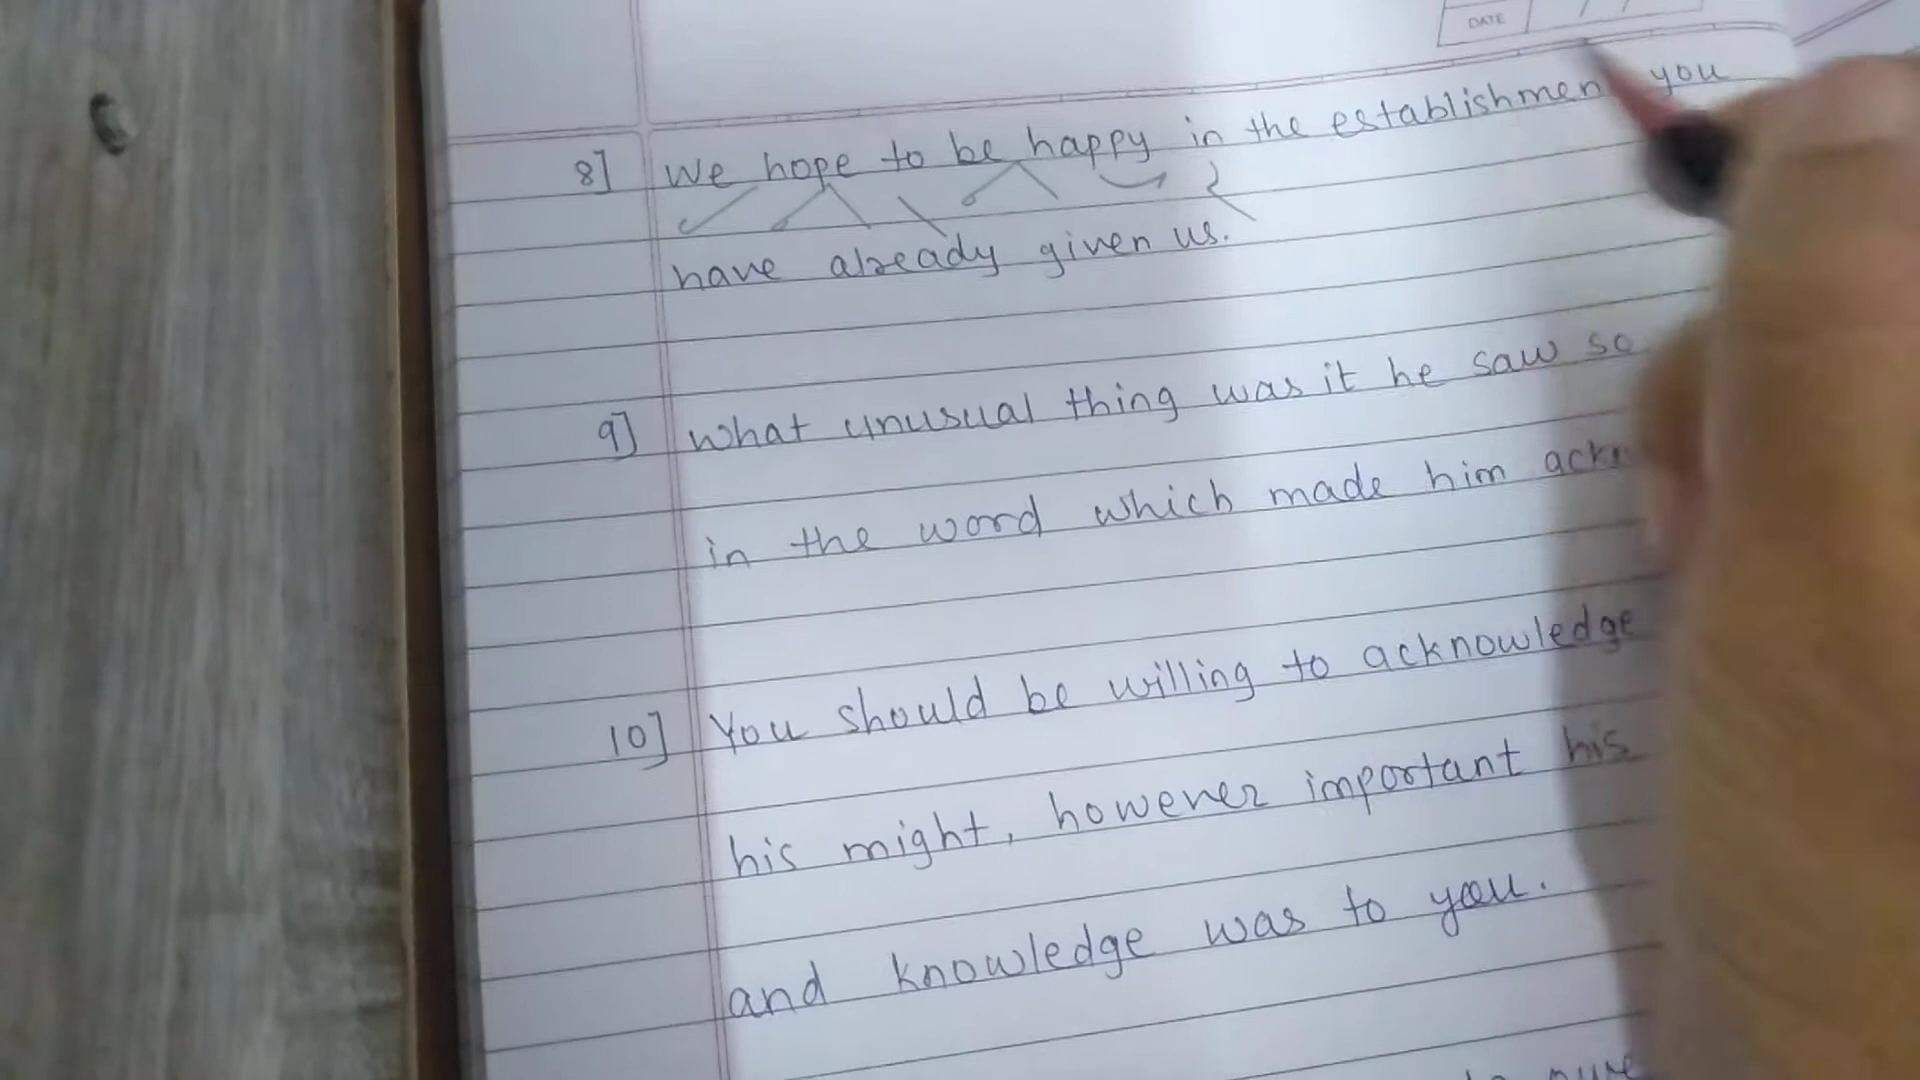 DATE / /
8] We hope to be happy in the establishmen you
have already given us.
9] What unusual thing was it he saw so
in the word which made him
10] You should be willing to acknowledge
his might, however important his
and knowledge was to you.